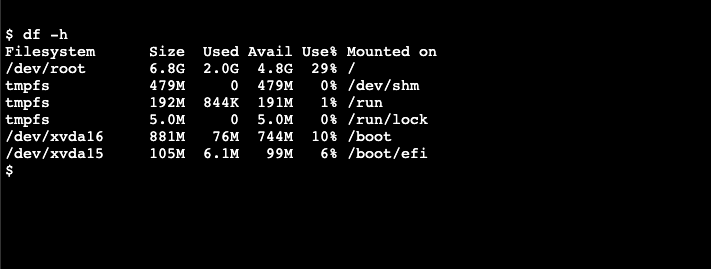 $ df -h
Filesystem      Size  Used Avail Use% Mounted on
/dev/root       6.8G  2.0G  4.8G  29% /
tmpfs           479M     0  479M   0% /dev/shm
tmpfs           192M  844K  191M   1% /run
tmpfs           5.0M     0  5.0M   0% /run/lock
/dev/xvda16     881M   76M  744M  10% /boot
/dev/xvda15     105M  6.1M   99M   6% /boot/efi
$